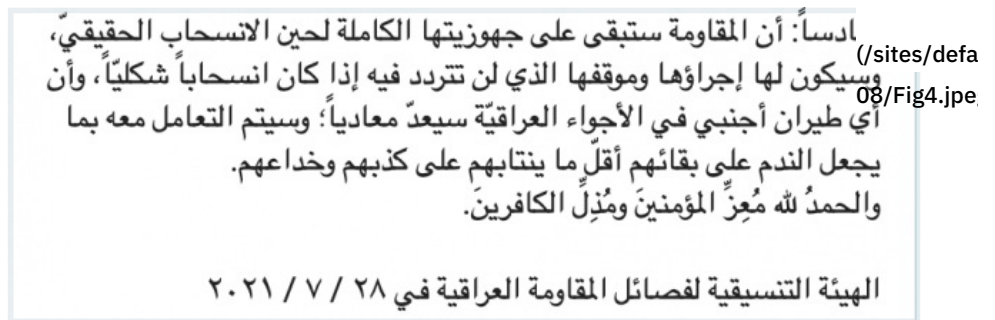 ادساً: أن المقاومة ستبقى على جهوزيتها الكاملة لحين الانسحاب الحقيقيّ،
وسيكون لها إجراؤها وموقفها الذي لن تتردد فيه إذا كان انسحاباً شكليّاً، وأن
أي طيران أجنبي في الأجواء العراقيّة سيعدّ معادياً؛ وسيتم التعامل معه بما
يجعل الندم على بقائهم أقلّ ما ينتابهم على كذبهم وخداعهم.
والحمدُ لله مُعِزِّ المؤمنينَ ومُذِلِّ الكافرينَ.
الهيئة التنسيقية لفصائل المقاومة العراقية في ٢٨ / ٧ / ٢٠٢١
(/sites/defa
08/Fig4.jpe